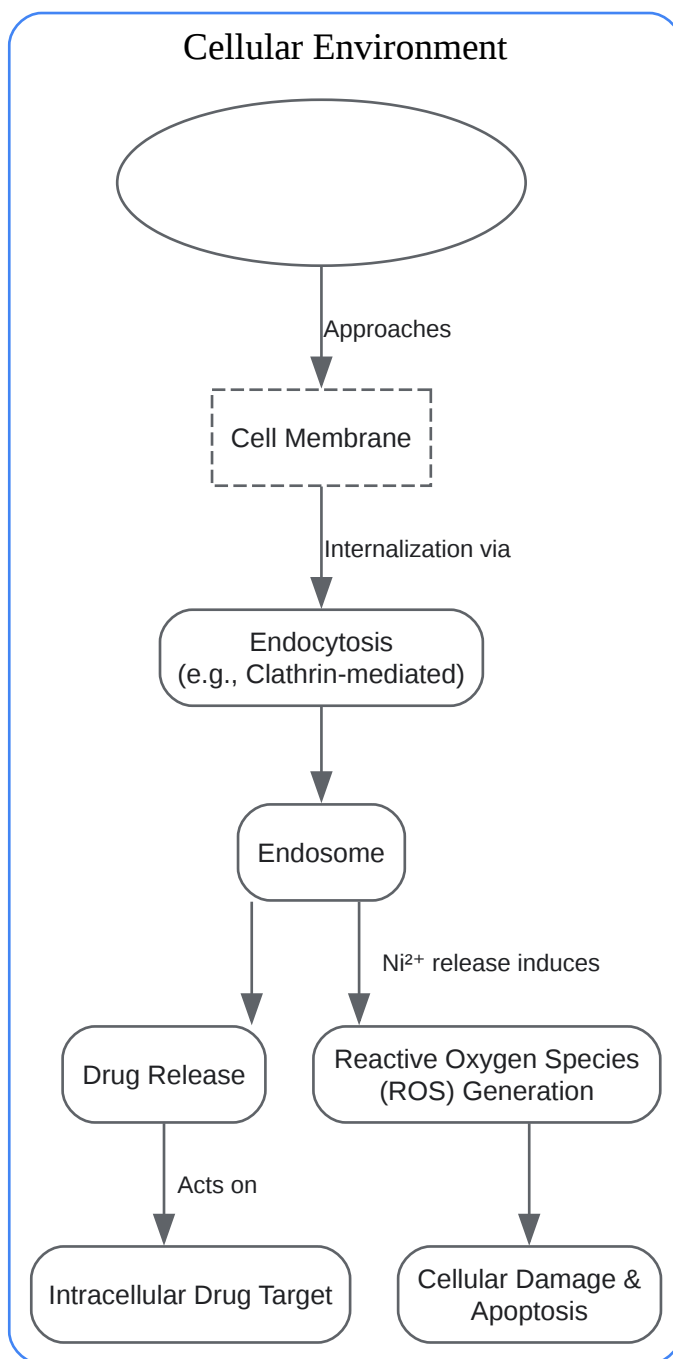 Cellular Environment
Approaches
Cell Membrane
Internalization via
Endocytosis
(e.g., Clathrin-mediated)
Endosome
Ni²⁺ release induces
Drug Release
Reactive Oxygen Species
(ROS) Generation
Acts on
Intracellular Drug Target
Cellular Damage &
Apoptosis